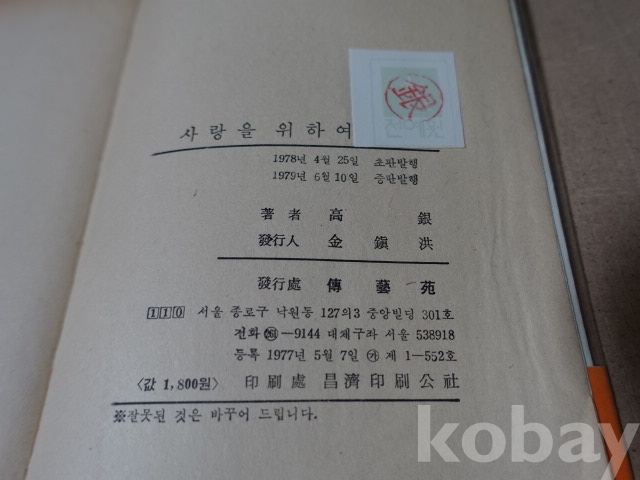 銀
사랑을 위하여
1978년 4월 25일 초판발행
1979년 6월 10일 증판발행
著者 高 銀
發行人 金 鎭 洪
發行處 傳 藝 苑
110 서울 종로구 낙원동 127의3 중앙빌딩 301호
전화 ㉖—9144 대체구좌 서울 538918
등록 1977년 5월 7일 ㉮ 제 1—552호
〈값 1,800원〉 印刷處 昌濟印刷公社
※잘못된 것은 바꾸어 드립니다.
kobay